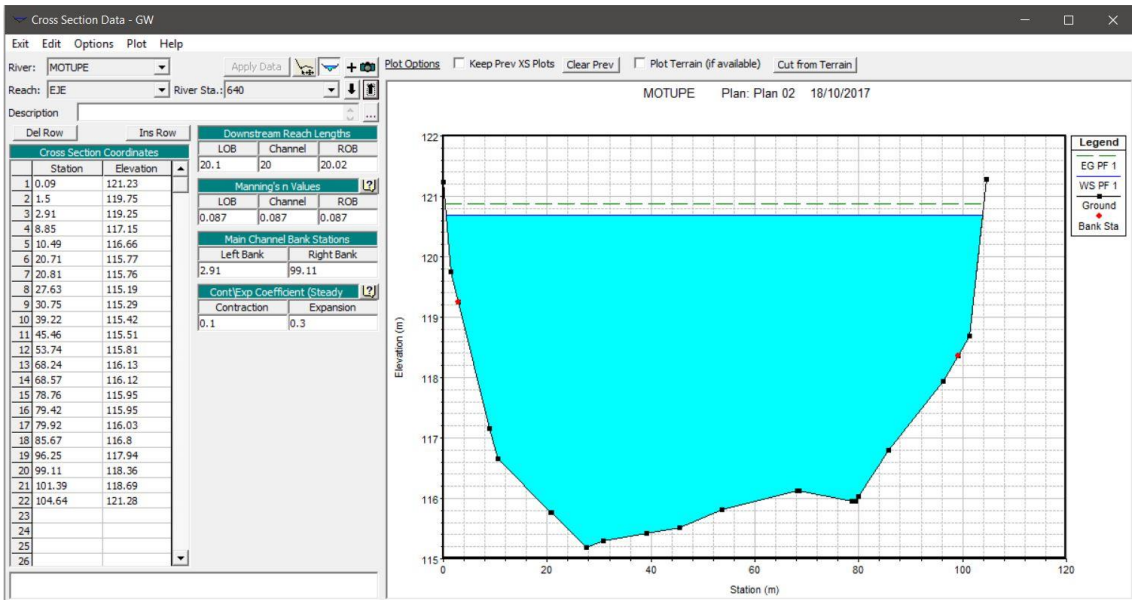 Cross Section Data - GW
Exit Edit Options Plot Help
River: MOTUPE Apply Data Plot Options Keep Prev XS Plots Clear Prev Plot Terrain (if available) Cut from Terrain
Reach: EJE River Sta.: 640
Description ...
Del Row Ins Row
Cross Section Coordinates
Station Elevation
1 0.09 121.23
2 1.5 119.75
3 2.91 119.25
4 8.85 117.15
5 10.49 116.66
6 20.71 115.77
7 20.81 115.76
8 27.63 115.19
9 30.75 115.29
10 39.22 115.42
11 45.46 115.51
12 53.74 115.81
13 68.24 116.13
14 68.57 116.12
15 78.76 115.95
16 79.42 115.95
17 79.92 116.03
18 85.67 116.8
19 96.25 117.94
20 99.11 118.36
21 101.39 118.69
22 104.64 121.28
23
24
25
26
Downstream Reach Lengths
LOB Channel ROB
20.1 20 20.02
Manning's n Values
LOB Channel ROB
0.087 0.087 0.087
Main Channel Bank Stations
Left Bank Right Bank
2.91 99.11
Cont\Exp Coefficient (Steady
Contraction Expansion
0.1 0.3
MOTUPE Plan: Plan 02 18/10/2017
122
121
120
119
118
117
116
115
Elevation (m)
0 20 40 60 80 100 120
Station (m)
Legend
EG PF 1
WS PF 1
Ground
Bank Sta